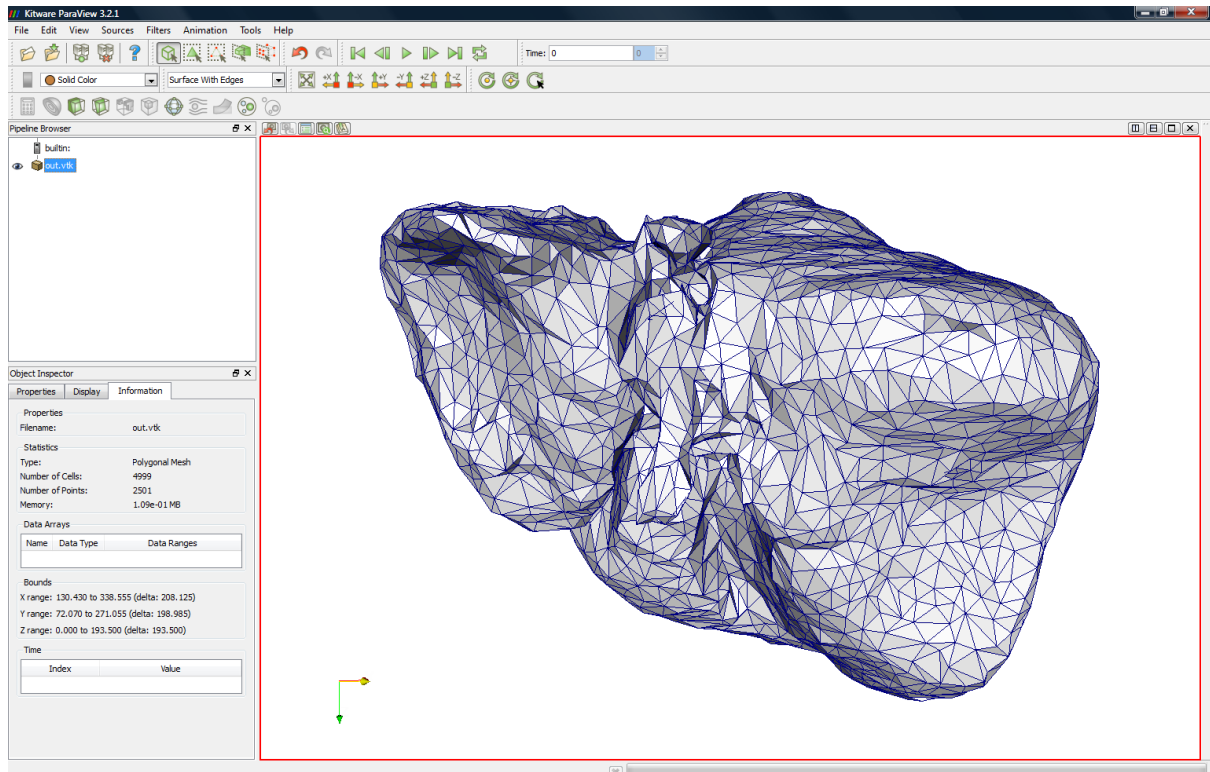 Kitware ParaView 3.2.1
File Edit View Sources Filters Animation Tools Help
? Time: 0 0
Solid Color Surface With Edges +X -X +Y -Y +Z -Z
Pipeline Browser
builtin:
out.vtk
Object Inspector
Properties Display Information
Properties
Filename: out.vtk
Statistics
Type: Polygonal Mesh
Number of Cells: 4999
Number of Points: 2501
Memory: 1.09e-01 MB
Data Arrays
Name Data Type Data Ranges
Bounds
X range: 130.430 to 338.555 (delta: 208.125)
Y range: 72.070 to 271.055 (delta: 198.985)
Z range: 0.000 to 193.500 (delta: 193.500)
Time
Index Value